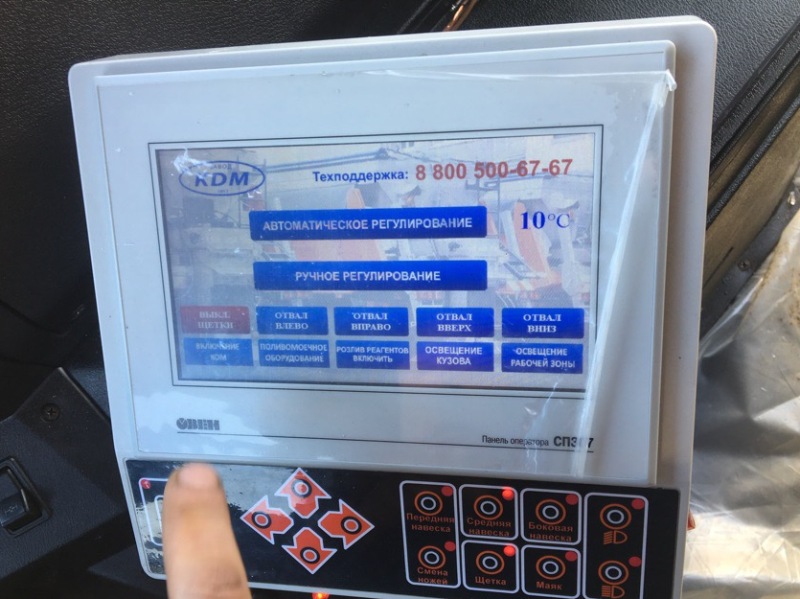 ЗАВОД
KDM
Техподдержка: 8 800 500-67-67
АВТОМАТИЧЕСКОЕ РЕГУЛИРОВАНИЕ
10°C
РУЧНОЕ РЕГУЛИРОВАНИЕ
ВЫКЛ.
ЩЕТКИ
ОТВАЛ
ВЛЕВО
ОТВАЛ
ВПРАВО
ОТВАЛ
ВВЕРХ
ОТВАЛ
ВНИЗ
ВКЛЮЧЕНИЕ
КОМ
ПОЛИВОМОЕЧНОЕ
ОБОРУДОВАНИЕ
РОЗЛИВ РЕАГЕНТОВ
ВКЛЮЧИТЬ
ОСВЕЩЕНИЕ
КУЗОВА
ОСВЕЩЕНИЕ
РАБОЧЕЙ ЗОНЫ
ОВЕН
Панель оператора СП307
Передняя
навеска
Средняя
навеска
Боковая
навеска
Смена
ножей
Щетка
Маяк